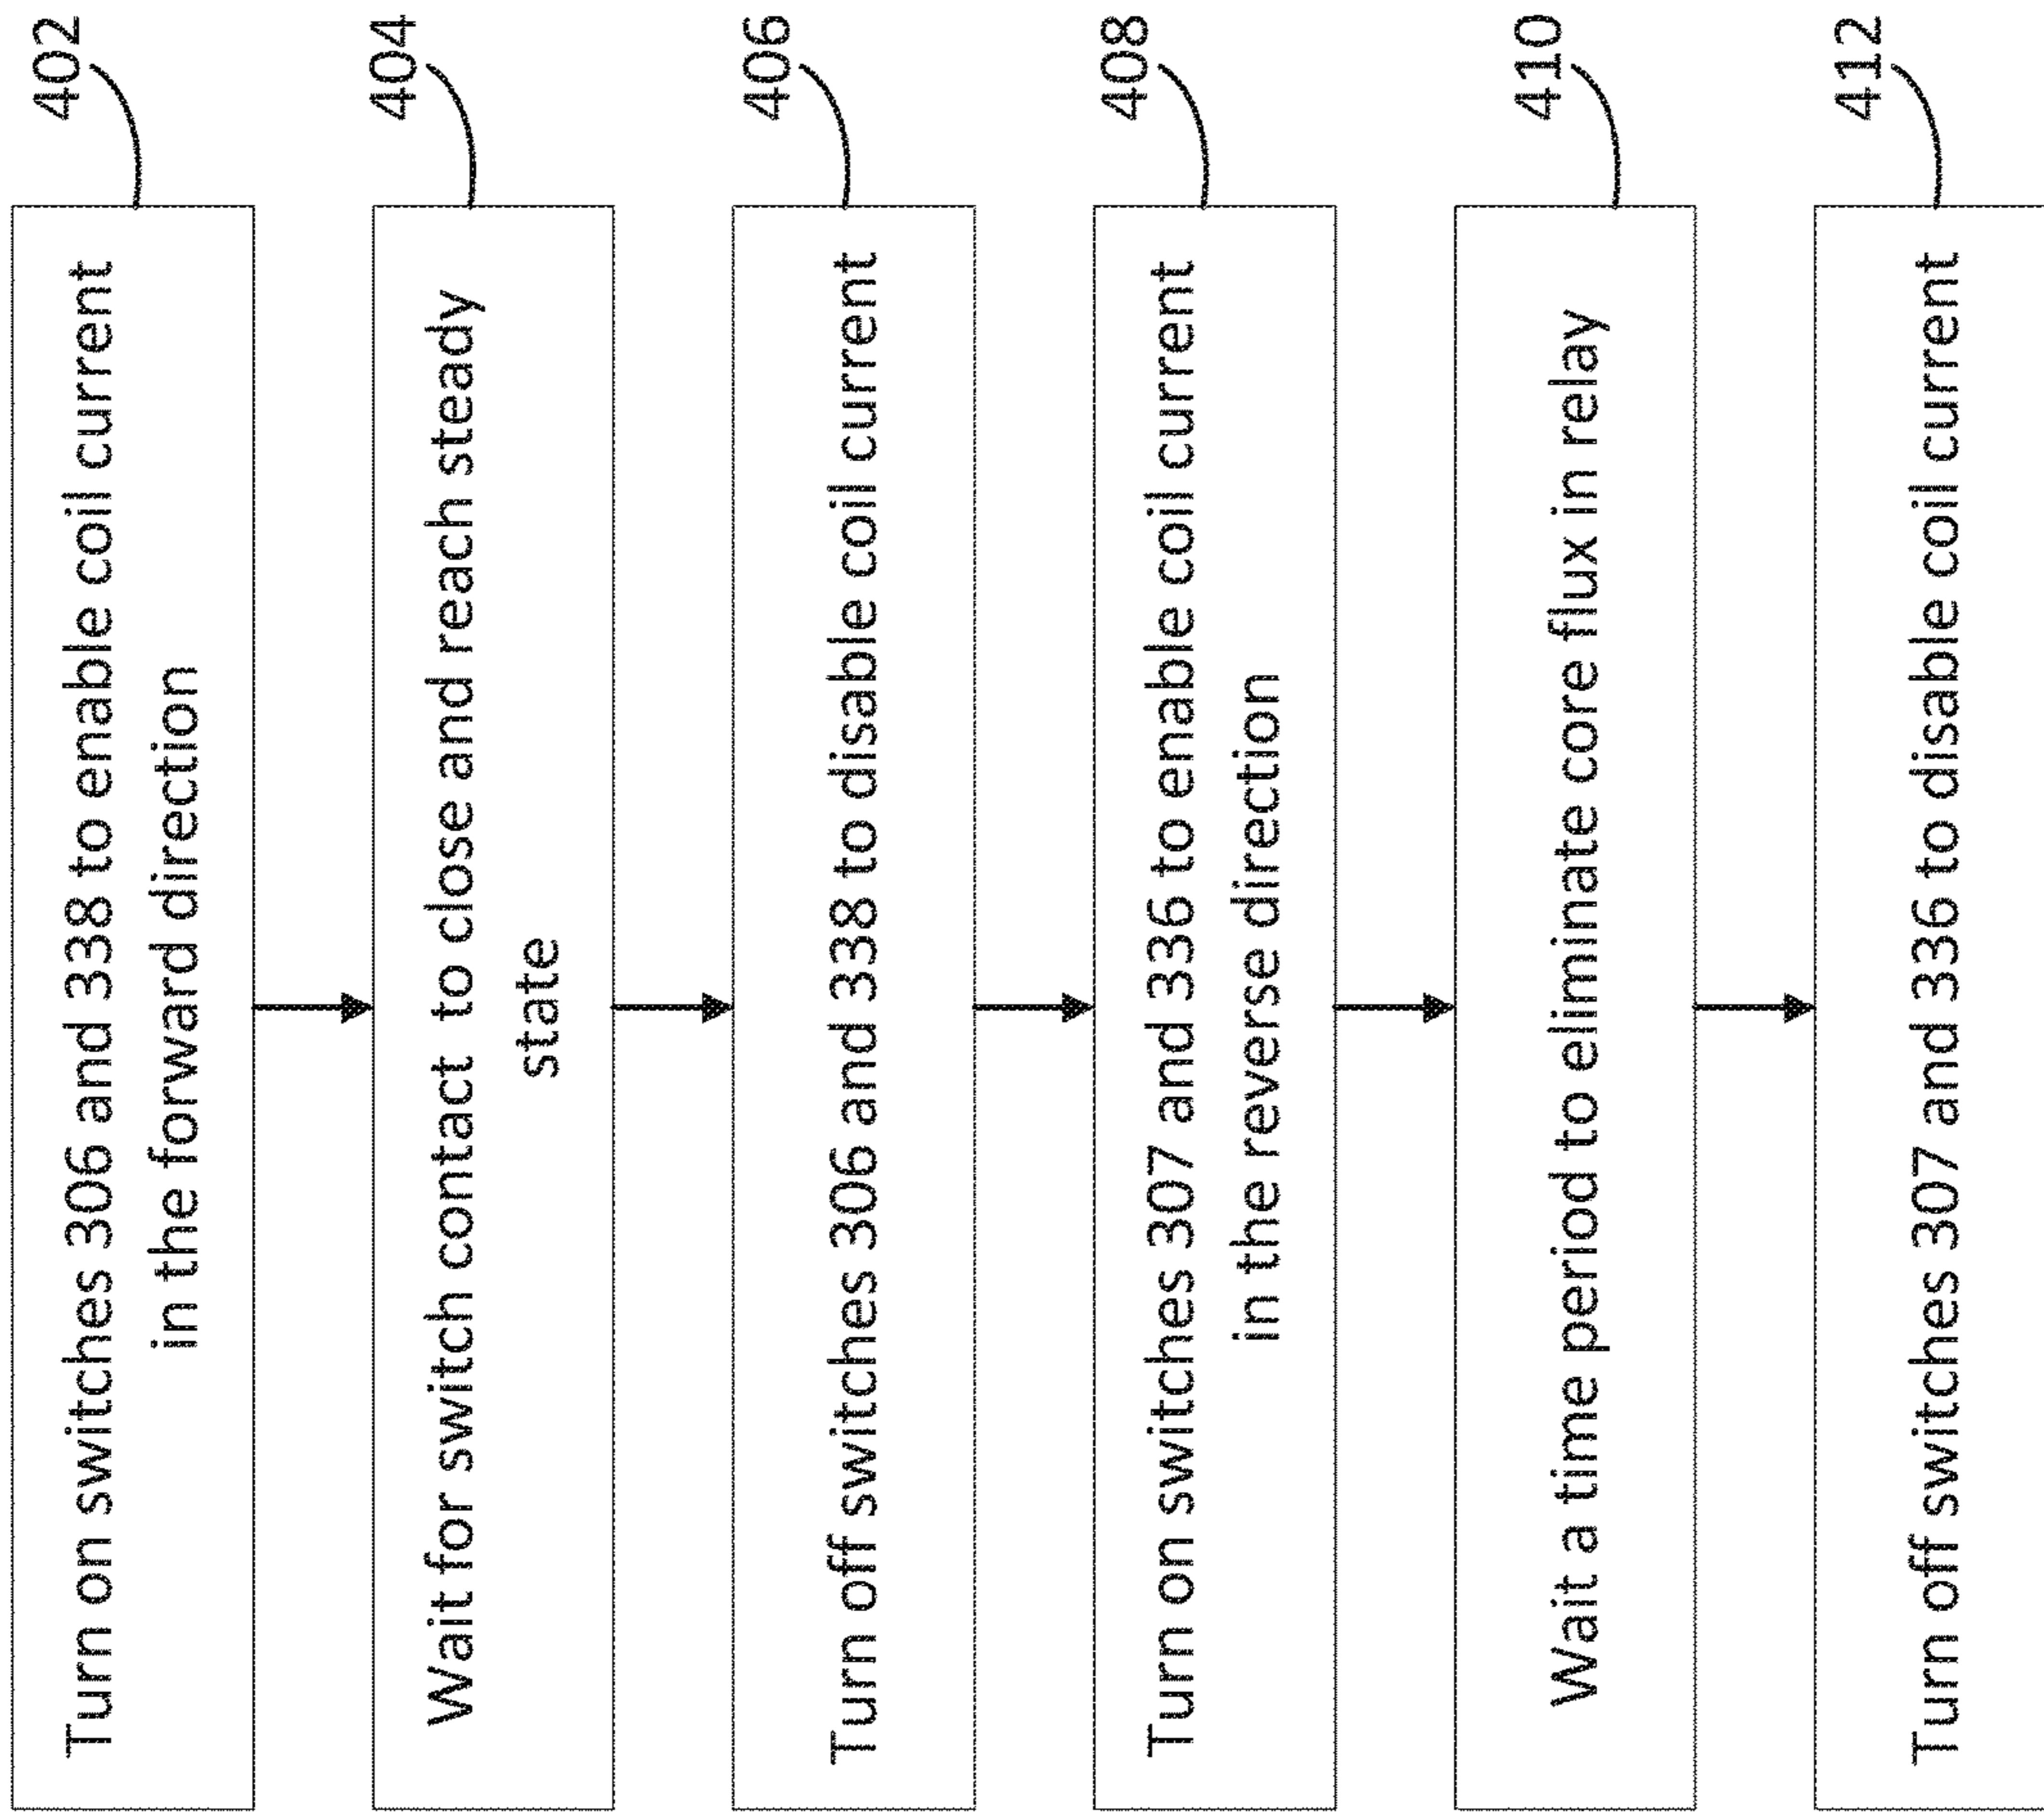 402
Turn on switches 306 and 338 to enable coil current
in the forward direction
404
Wait for switch contact to close and reach steady
state
406
Turn off switches 306 and 338 to disable coil current
408
Turn on switches 307 and 336 to enable coil current
in the reverse direction
410
Wait a time period to eliminate core flux in relay
412
Turn off switches 307 and 336 to disable coil current